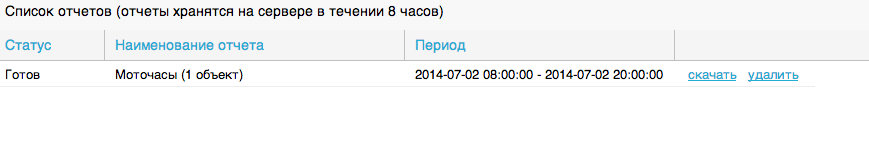 Список отчетов (отчеты хранятся на сервере в течении 8 часов)
Статус Наименование отчета Период
Готов Моточасы (1 объект) 2014-07-02 08:00:00 - 2014-07-02 20:00:00 скачать удалить